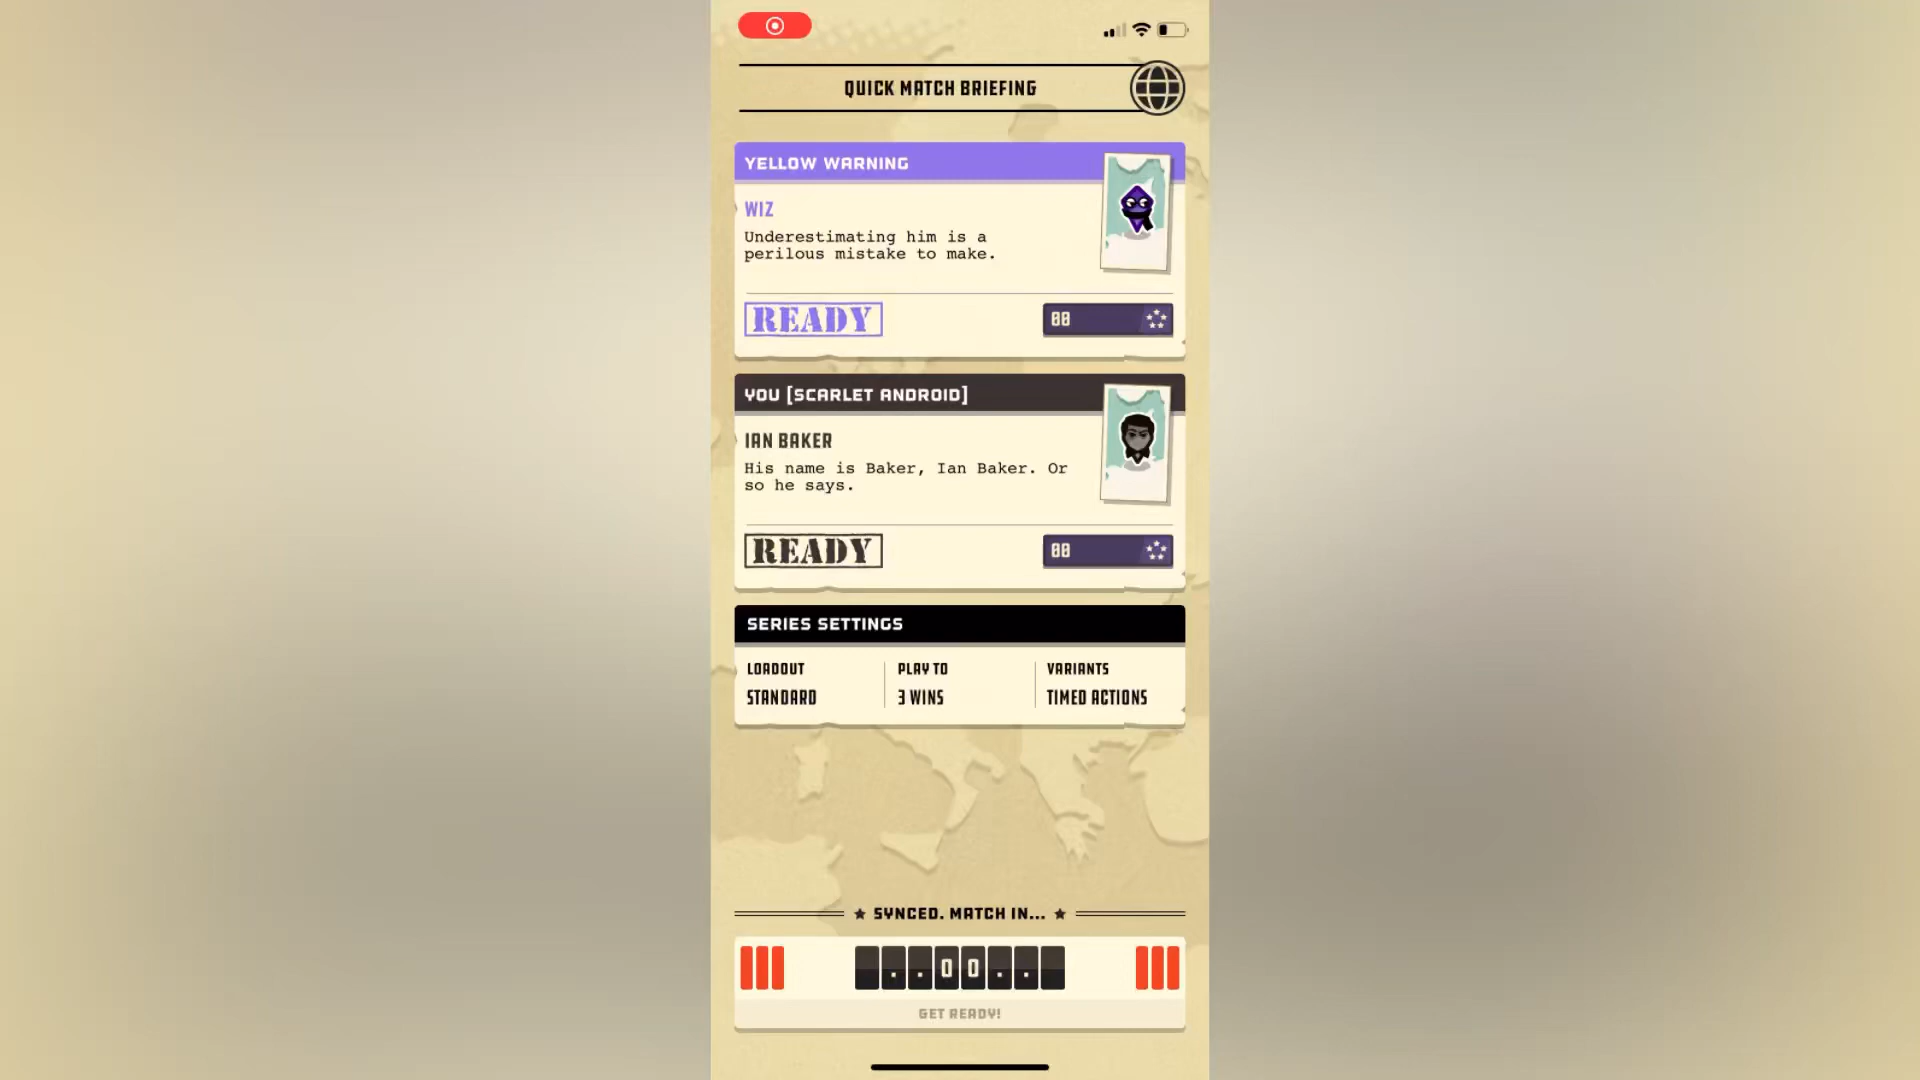 QUICK MATCH BRIEFING
YELLOW WARNING
WIZ
Underestimating him is a
perilous mistake to make.
READY
00
YOU [SCARLET ANDROID]
IAN BAKER
His name is Baker, Ian Baker. Or
so he says.
READY
00
SERIES SETTINGS
LOADOUT PLAY TO VARIANTS
STANDARD 3 WINS TIMED ACTIONS
SYNCED. MATCH IN...
..00..
GET READY!